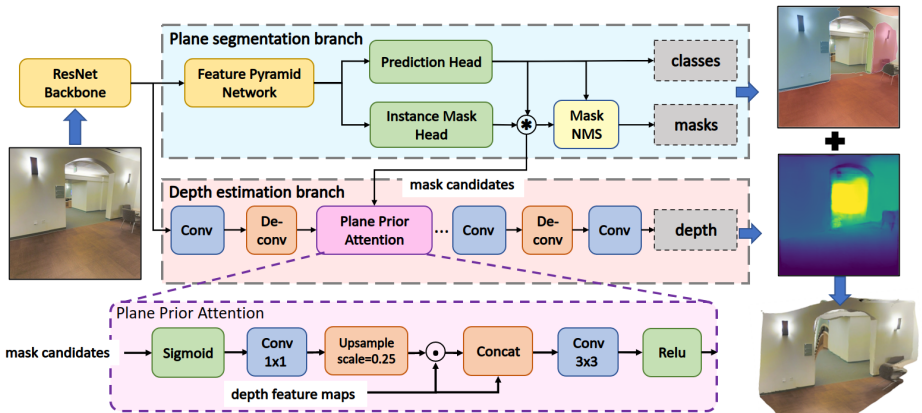 Plane segmentation branch
ResNet
Backbone
Feature Pyramid
Network
Prediction Head
classes
Instance Mask
Head
Mask
NMS
masks
mask candidates
Depth estimation branch
Conv
De-
conv
Plane Prior
Attention
...
Conv
De-
conv
Conv
depth
Plane Prior Attention
mask candidates
Sigmoid
Conv
1x1
Upsample
scale=0.25
Concat
Conv
3x3
Relu
depth feature maps